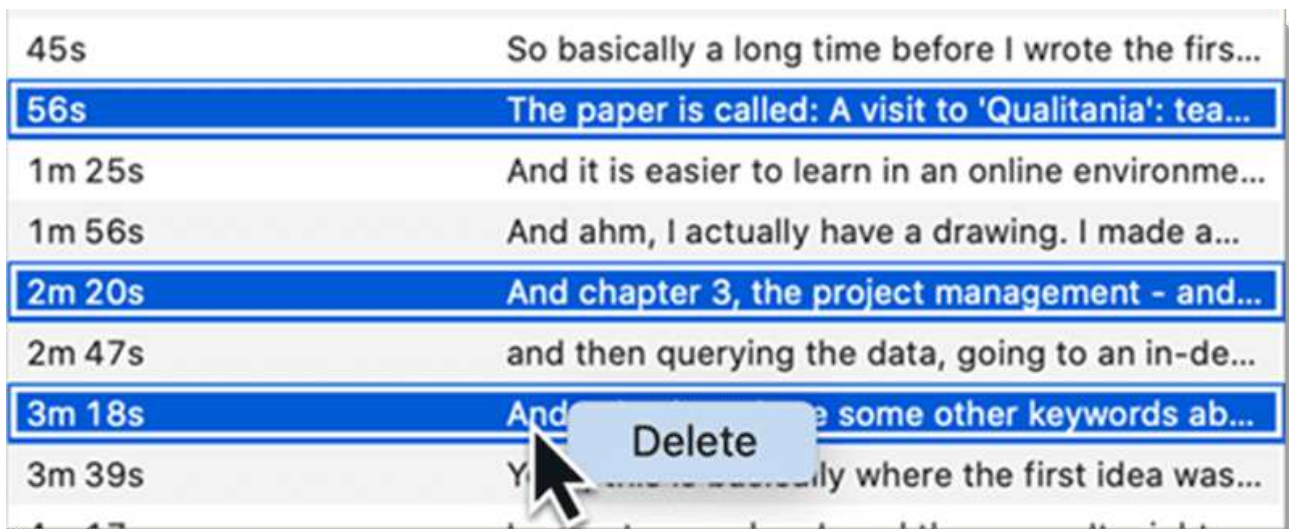 45s So basically a long time before I wrote the firs...
56s The paper is called: A visit to 'Qualitania': tea...
1m 25s And it is easier to learn in an online environme...
1m 56s And ahm, I actually have a drawing. I made a...
2m 20s And chapter 3, the project management - and...
2m 47s and then querying the data, going to an in-de...
3m 18s And some other keywords ab...
Delete
3m 39s this is basically where the first idea was...